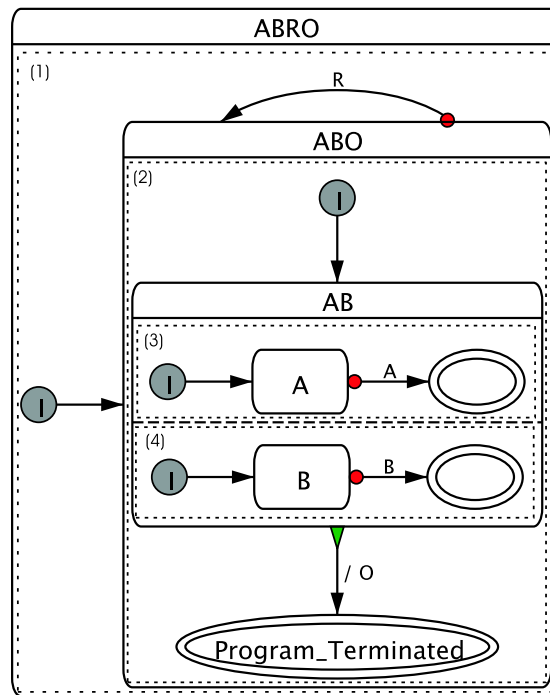 ABRO
(1)
R
ABO
(2)
I
AB
(3)
I
A
A
I
(4)
I
B
B
/ O
Program_Terminated